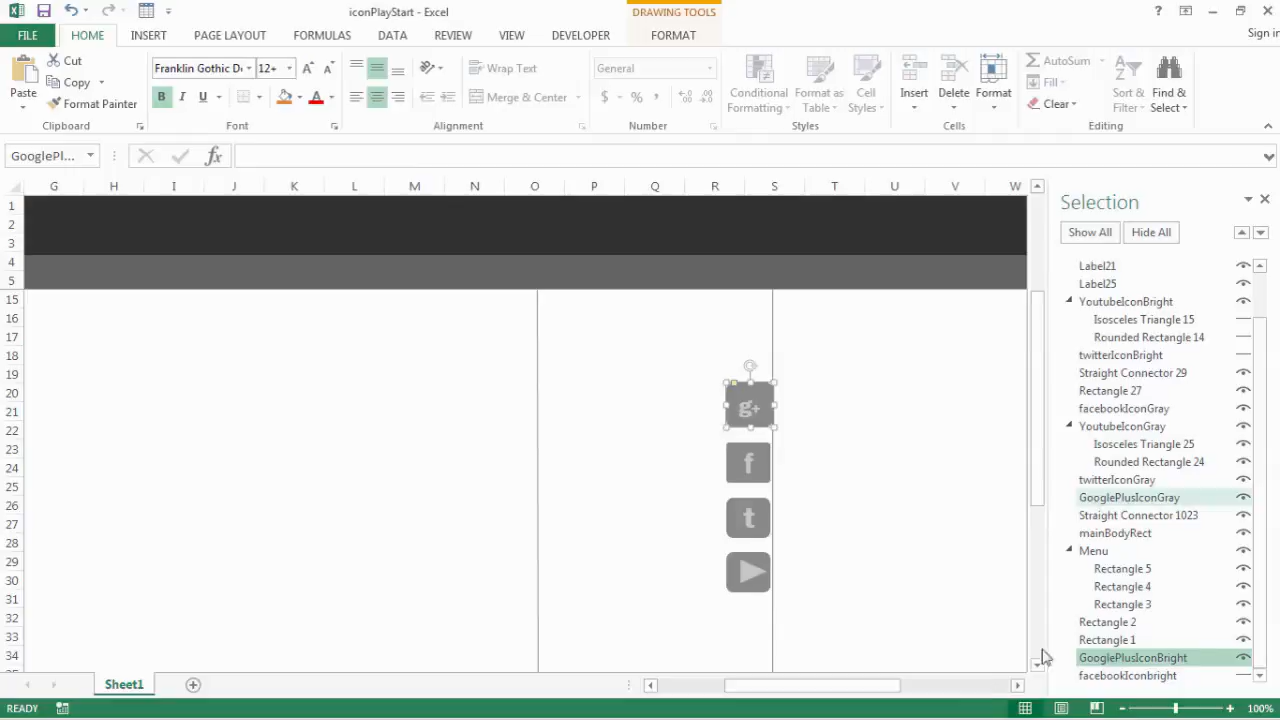 iconPlayStart - Excel
DRAWING TOOLS
?
Sign in
FILE HOME INSERT PAGE LAYOUT FORMULAS DATA REVIEW VIEW DEVELOPER FORMAT
Paste
Cut
Copy
Format Painter
Clipboard
Franklin Gothic D
12+
B I U
A
Font
Wrap Text
Merge & Center
Alignment
General
$ % ,
Number
Conditional Formatting
Format as Table
Cell Styles
Styles
Insert
Delete
Format
Cells
AutoSum
Fill
Clear
Sort & Filter
Find & Select
Editing
GooglePl...
fx
G H I J K L M N O P Q R S T U V W
1
2
3
4
5
15
16
17
18
19
20
21
22
23
24
25
26
27
28
29
30
31
32
33
34
g+
f
t
Selection
Show All
Hide All
Label21
Label25
YoutubeIconBright
Isosceles Triangle 15
Rounded Rectangle 14
twitterIconBright
Straight Connector 29
Rectangle 27
facebookIconGray
YoutubeIconGray
Isosceles Triangle 25
Rounded Rectangle 24
twitterIconGray
GooglePlusIconGray
Straight Connector 1023
mainBodyRect
Menu
Rectangle 5
Rectangle 4
Rectangle 3
Rectangle 2
Rectangle 1
GooglePlusIconBright
facebookIconbright
Sheet1
READY
100%